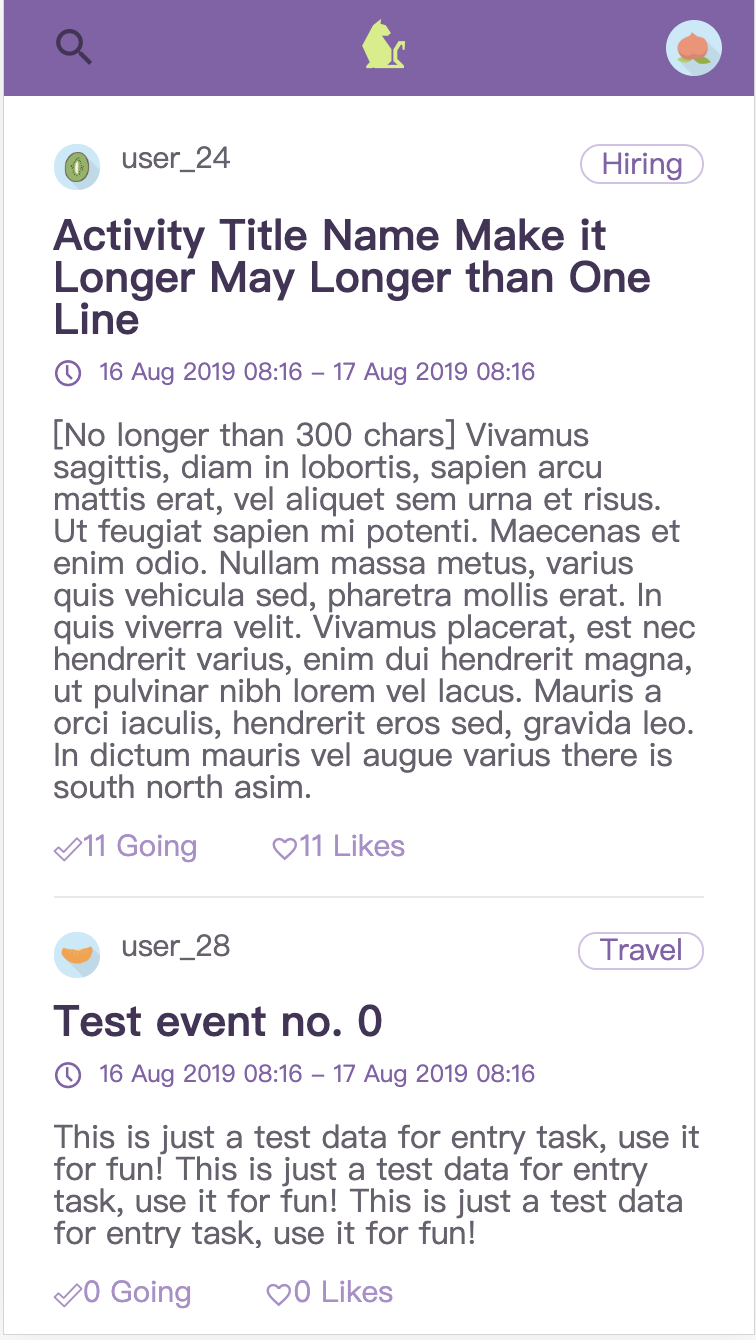 user_24
Hiring
Activity Title Name Make it
Longer May Longer than One
Line
16 Aug 2019 08:16 – 17 Aug 2019 08:16
[No longer than 300 chars] Vivamus
sagittis, diam in lobortis, sapien arcu
mattis erat, vel aliquet sem urna et risus.
Ut feugiat sapien mi potenti. Maecenas et
enim odio. Nullam massa metus, varius
quis vehicula sed, pharetra mollis erat. In
quis viverra velit. Vivamus placerat, est nec
hendrerit varius, enim dui hendrerit magna,
ut pulvinar nibh lorem vel lacus. Mauris a
orci iaculis, hendrerit eros sed, gravida leo.
In dictum mauris vel augue varius there is
south north asim.
11 Going
11 Likes
user_28
Travel
Test event no. 0
16 Aug 2019 08:16 – 17 Aug 2019 08:16
This is just a test data for entry task, use it
for fun! This is just a test data for entry
task, use it for fun! This is just a test data
for entry task, use it for fun!
0 Going
0 Likes